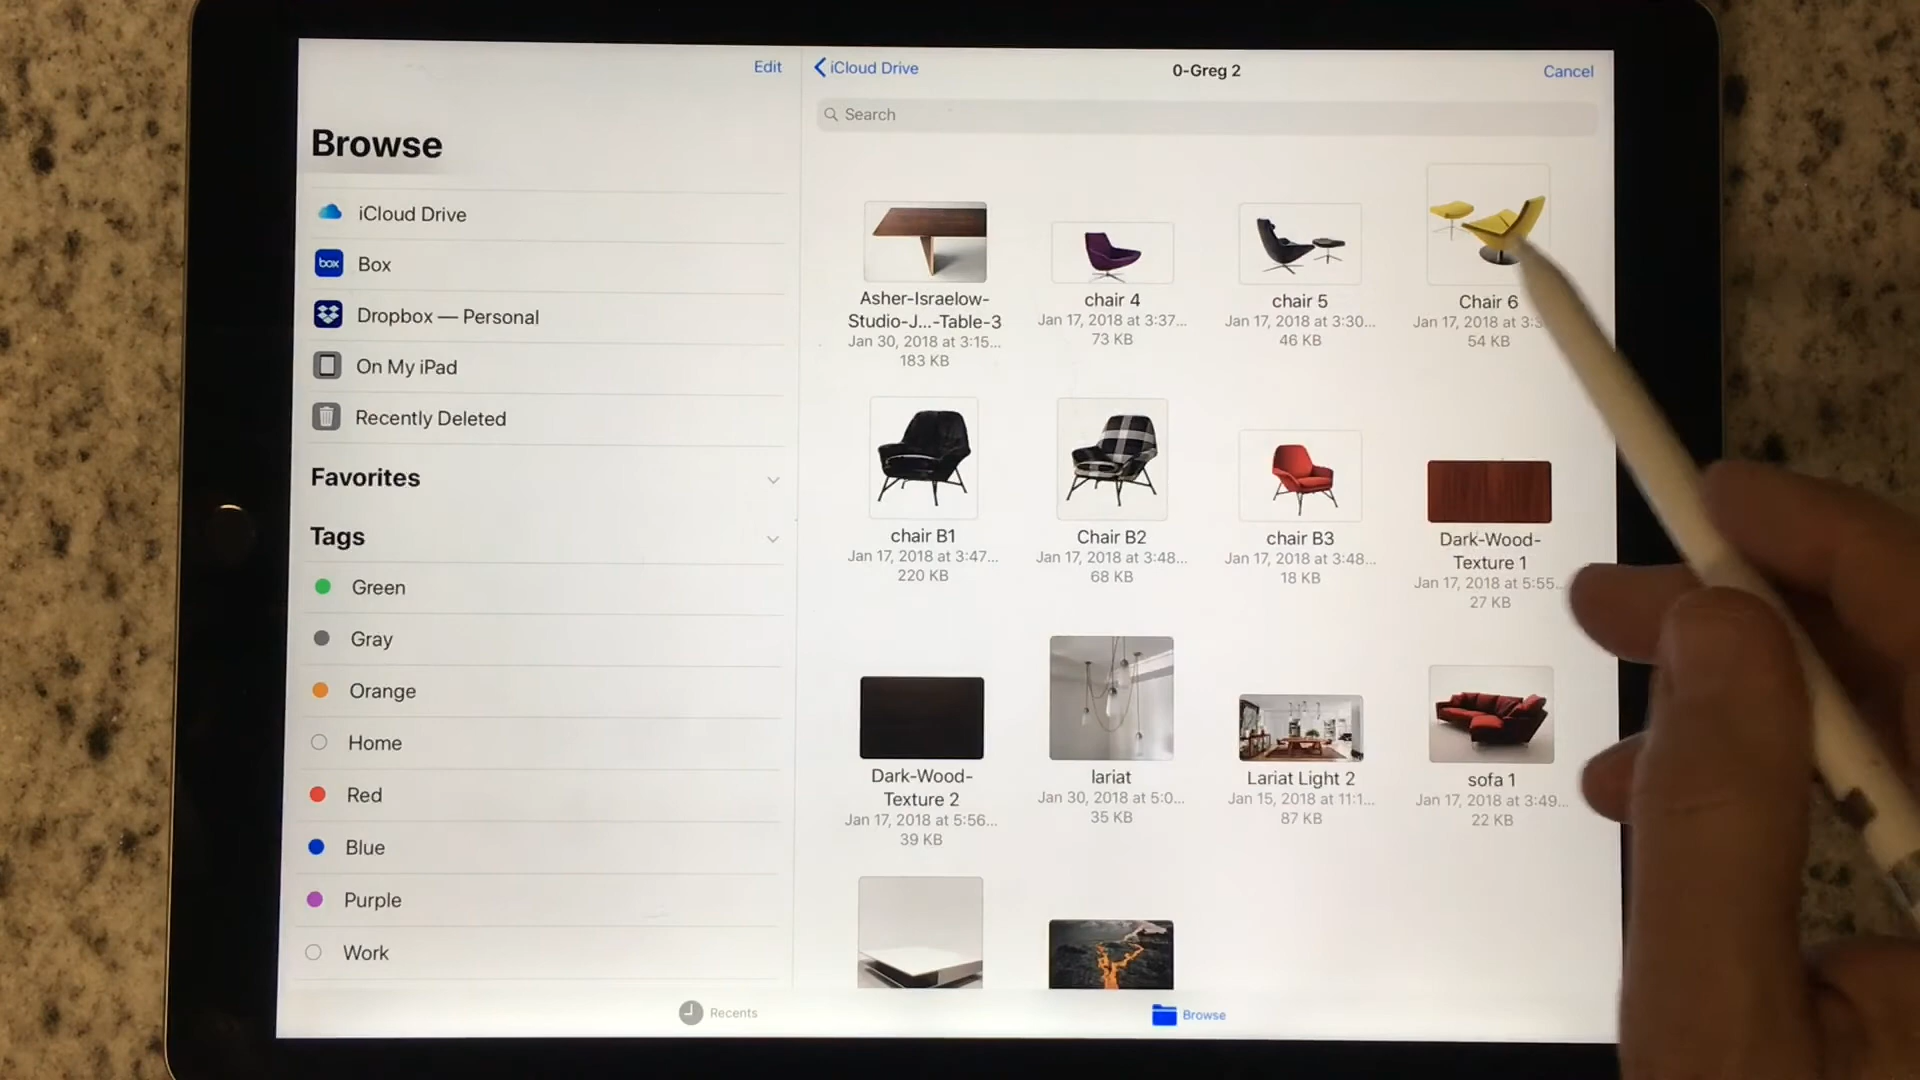 Edit
Browse
iCloud Drive
box Box
Dropbox — Personal
On My iPad
Recently Deleted
Favorites
Tags
Green
Gray
Orange
Home
Red
Blue
Purple
Work
iCloud Drive
0-Greg 2
Cancel
Search
Asher-Israelow-
Studio-J...-Table-3
Jan 30, 2018 at 3:15...
183 KB
chair 4
Jan 17, 2018 at 3:37...
73 KB
chair 5
Jan 17, 2018 at 3:30...
46 KB
Chair 6
Jan 17, 2018 at
54 KB
chair B1
Jan 17, 2018 at 3:47...
220 KB
Chair B2
Jan 17, 2018 at 3:48...
68 KB
chair B3
Jan 17, 2018 at 3:48...
18 KB
Dark-Wood-
Texture 1
Jan 17, 2018 at 5:55...
27 KB
Dark-Wood-
Texture 2
Jan 17, 2018 at 5:56...
39 KB
lariat
Jan 30, 2018 at 5:0...
35 KB
Lariat Light 2
Jan 15, 2018 at 11:1...
87 KB
sofa 1
Jan 17, 2018 at 3:49...
22 KB
Recents
Browse